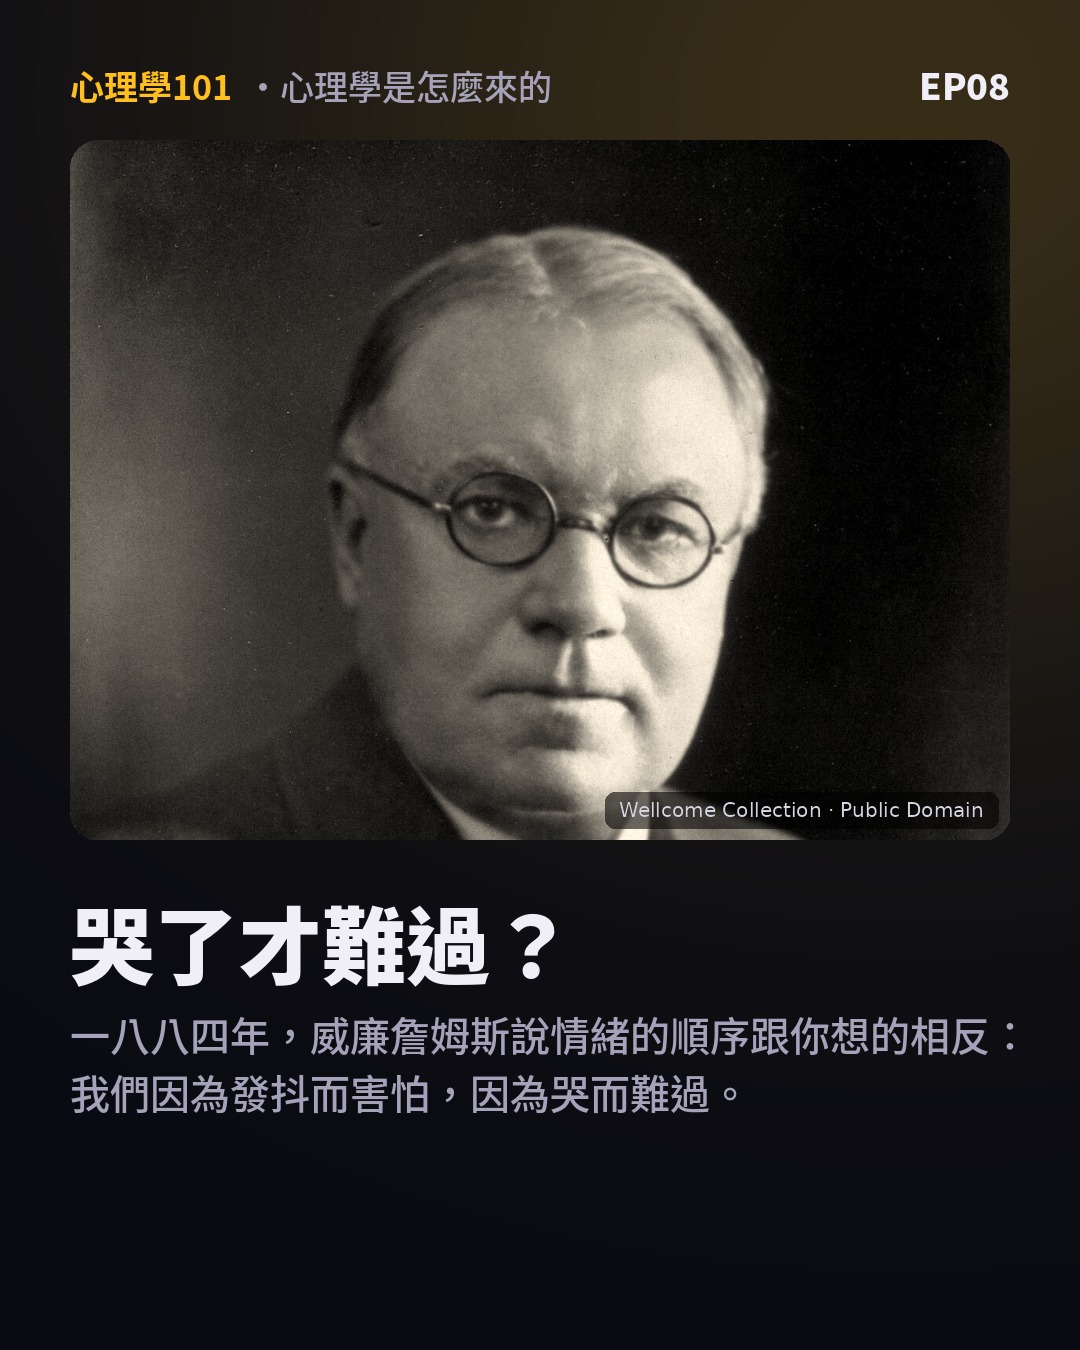 心理學101 ・心理學是怎麼來的
EP08
Wellcome Collection · Public Domain
哭了才難過？
一八八四年，威廉詹姆斯說情緒的順序跟你想的相反：
我們因為發抖而害怕，因為哭而難過。